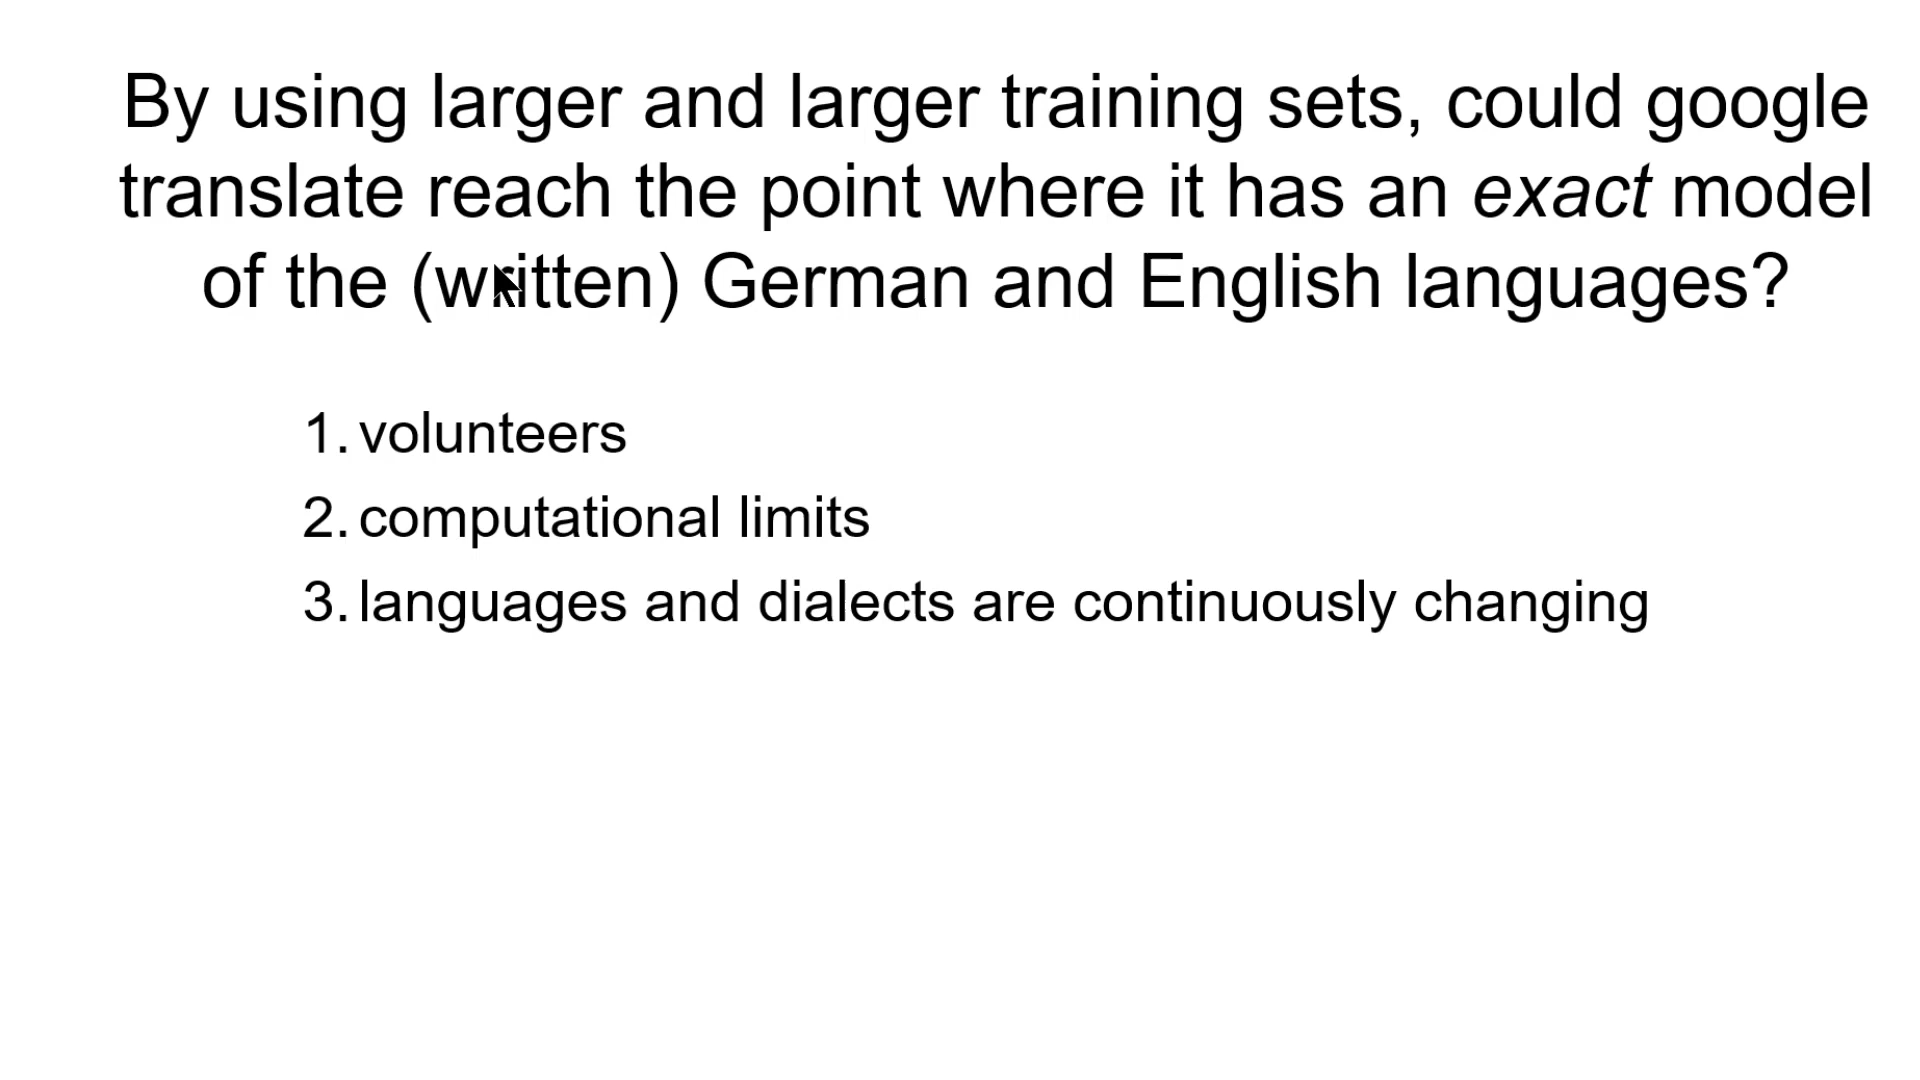 By using larger and larger training sets, could google
translate reach the point where it has an exact model
of the (written) German and English languages?
1. volunteers
2. computational limits
3. languages and dialects are continuously changing